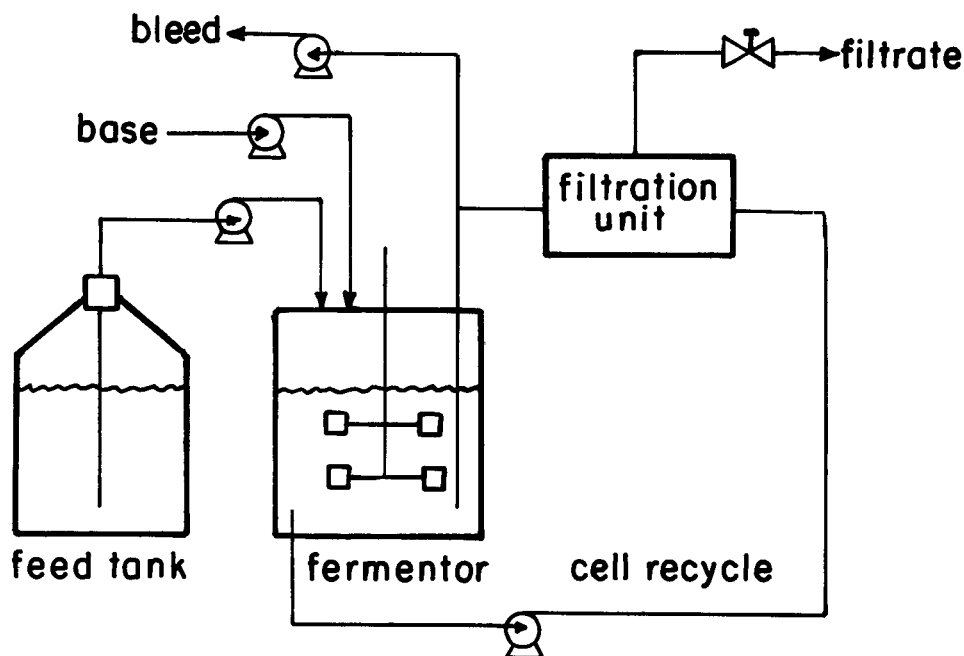 bleed
filtrate
base
filtration
unit
feed tank
fermentor
cell recycle